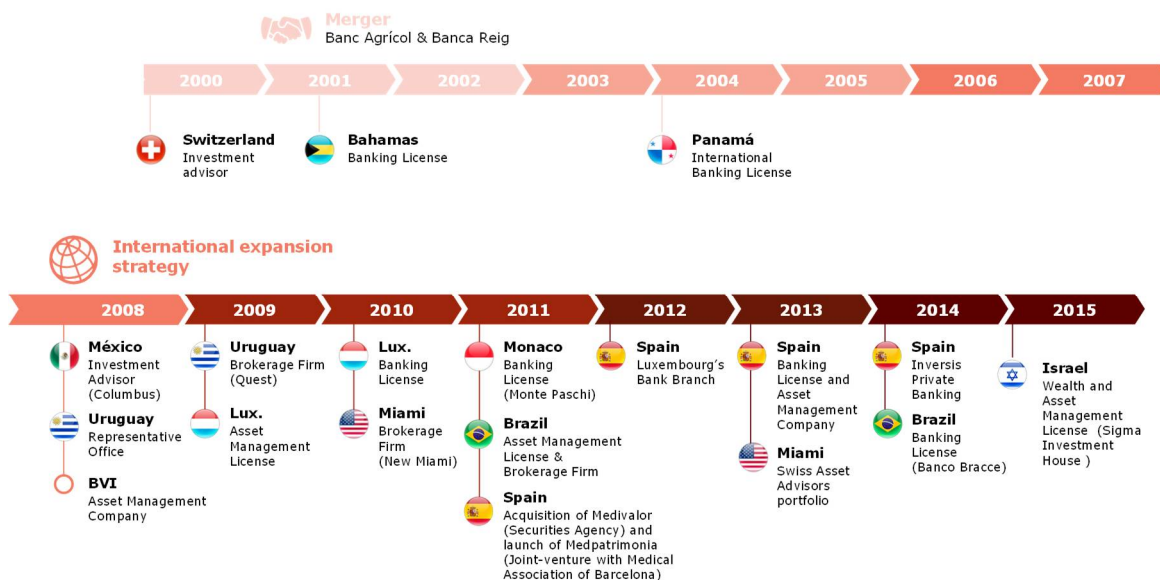 Merger
Banc Agrícol & Banca Reig
2000
2001
2002
2003
2004
2005
2006
2007
Switzerland
Investment
advisor
Bahamas
Banking License
Panamá
International
Banking License
International expansion
strategy
2008
2009
2010
2011
2012
2013
2014
2015
México
Investment
Advisor
(Columbus)
Uruguay
Representative
Office
BVI
Asset Management
Company
Uruguay
Brokerage Firm
(Quest)
Lux.
Asset
Management
License
Lux.
Banking
License
Miami
Brokerage
Firm
(New Miami)
Monaco
Banking
License
(Monte Paschi)
Brazil
Asset Management
License &
Brokerage Firm
Spain
Acquisition of Medivalor
(Securities Agency) and
launch of Medpatrimonia
(Joint-venture with Medical
Association of Barcelona)
Spain
Luxembourg's
Bank Branch
Spain
Banking
License and
Asset
Management
Company
Miami
Swiss Asset
Advisors
portfolio
Spain
Inversis
Private
Banking
Brazil
Banking
License
(Banco Bracce)
Israel
Wealth and
Asset
Management
License (Sigma
Investment
House )